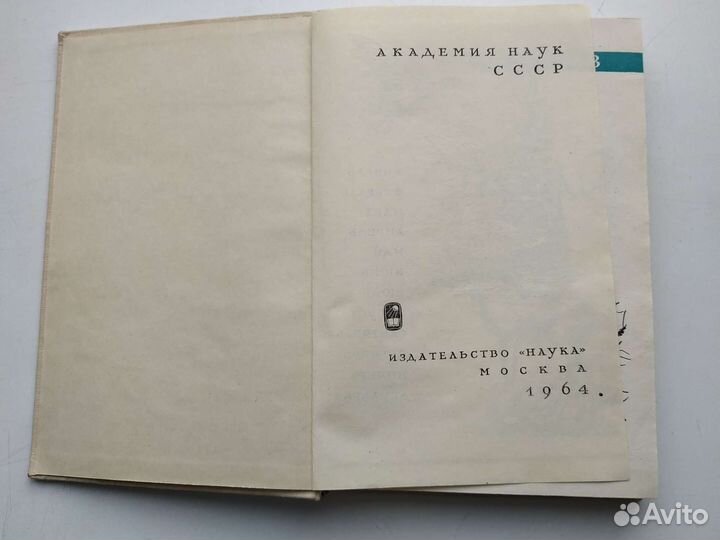 АКАДЕМИЯ НАУК
СССР
В
ИЗДАТЕЛЬСТВО «НАУКА»
МОСКВА
1964
Avito